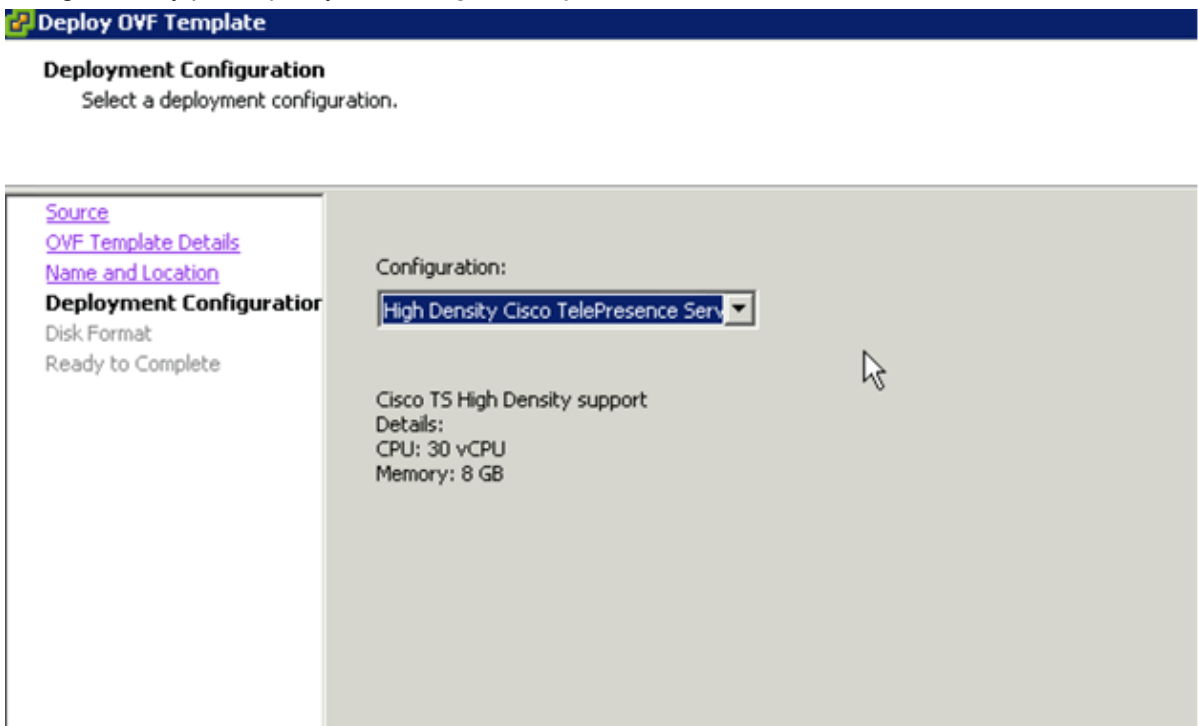 Deploy OVF Template
Deployment Configuration
Select a deployment configuration.
Source
OVF Template Details
Name and Location
Deployment Configuration
Disk Format
Ready to Complete
Configuration:
High Density Cisco TelePresence Serv
Cisco TS High Density support
Details:
CPU: 30 vCPU
Memory: 8 GB